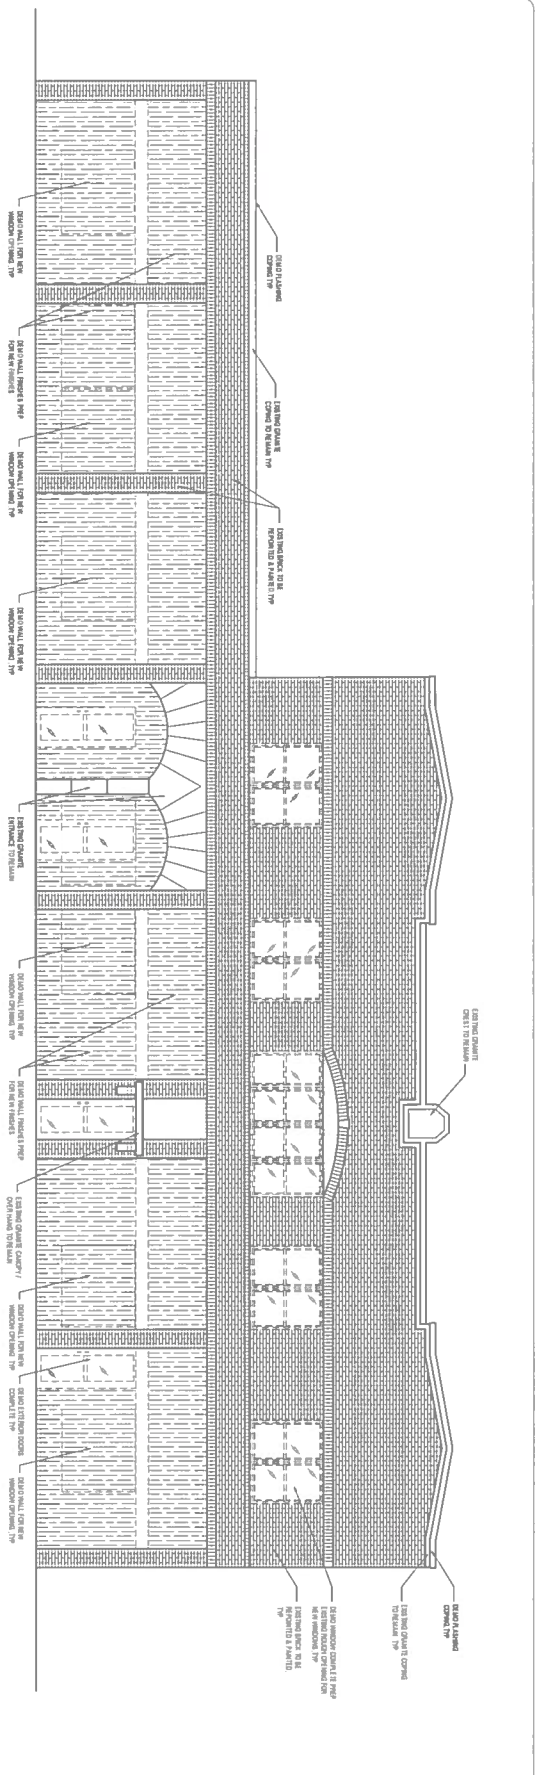 DEMO FLASHING
COPING, TYP
EXISTING GRANITE
COPING TO REMAIN TYP
EXISTING BRICK TO BE
REPOINTED & PAINTED, TYP
EXISTING GRANITE
CREST TO REMAIN
DEMO FLASHING
COPING, TYP
EXISTING GRANITE COPING
TO REMAIN TYP
DEMO WINDOW COMPLETE PREP
EXISTING ROUGH OPENING FOR
NEW WINDOWS, TYP
EXISTING BRICK TO BE
REPOINTED & PAINTED,
TYP
DEMO WALL FOR NEW
WINDOW OPENING, TYP
DEMO WALL FINISHES & PREP
FOR NEW FINISHES
DEMO WALL FOR NEW
WINDOW OPENING, TYP
DEMO WALL FOR NEW
WINDOW OPENING, TYP
EXISTING GRANITE
ENTRANCE TO REMAIN
DEMO WALL FOR NEW
WINDOW OPENING, TYP
DEMO WALL FINISHES & PREP
FOR NEW FINISHES
EXISTING GRANITE CANOPY /
OVER HANG TO REMAIN
DEMO WALL FOR NEW
WINDOW OPENING, TYP
DEMO EXTERIOR DOORS
COMPLETE TYP
DEMO WALL FOR NEW
WINDOW OPENING, TYP